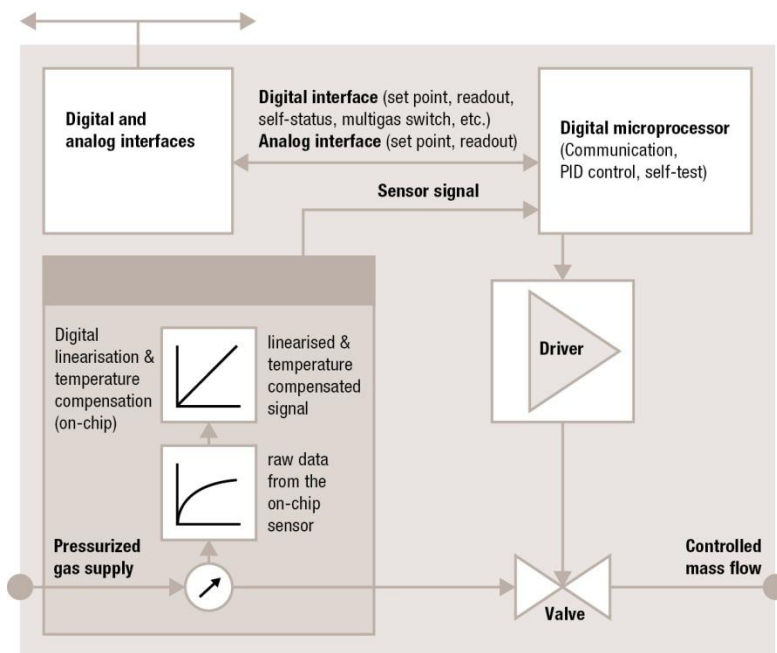 Digital and
analog interfaces
Digital interface (set point, readout,
self-status, multigas switch, etc.)
Analog interface (set point, readout)
Digital microprocessor
(Communication,
PID control, self-test)
Sensor signal
Digital
linearisation &
temperature
compensation
(on-chip)
linearised &
temperature
compensated
signal
Driver
raw data
from the
on-chip
sensor
Pressurized
gas supply
Controlled
mass flow
Valve